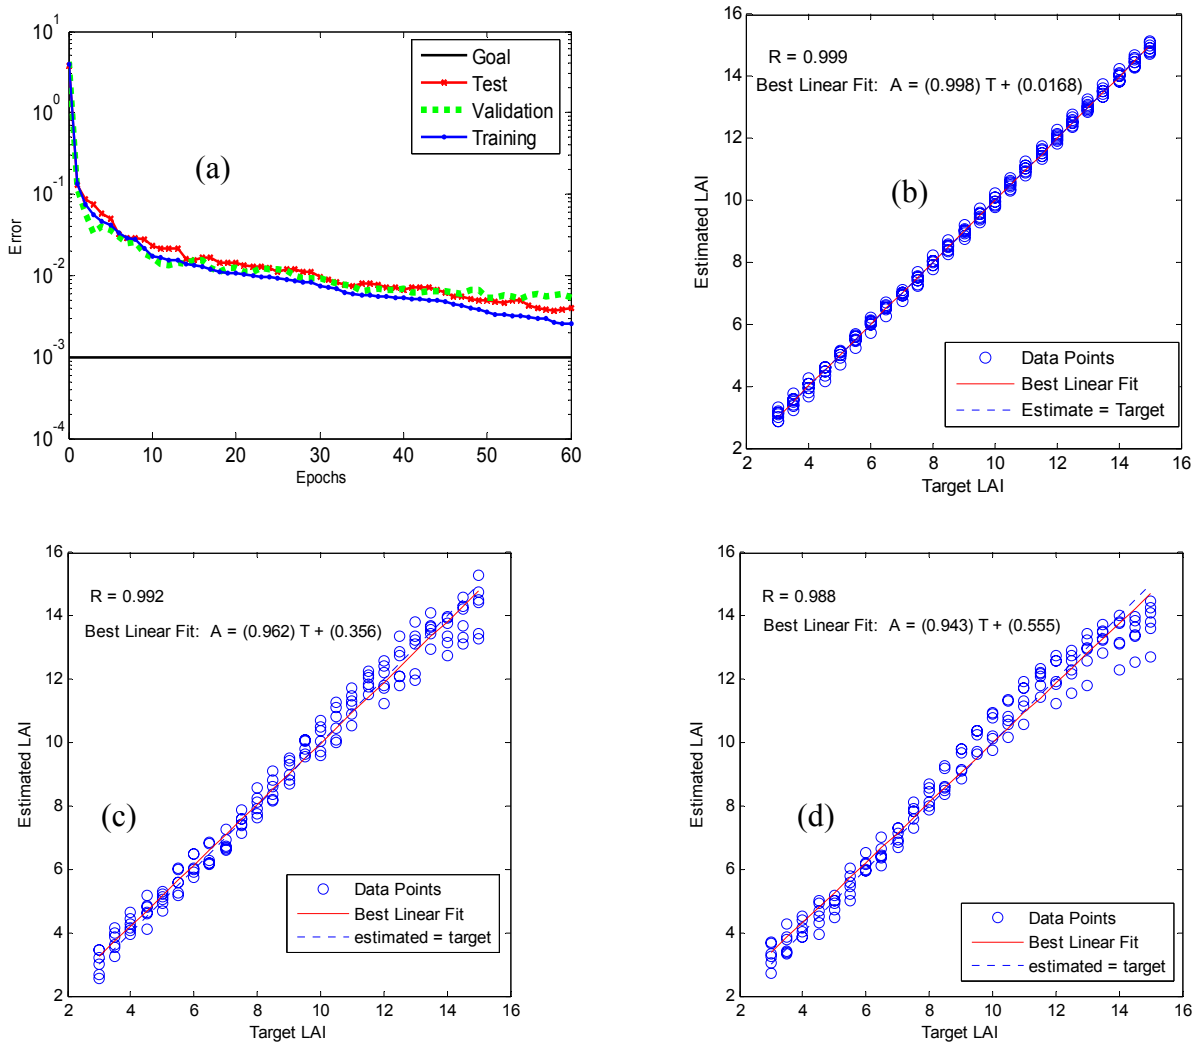 10^1
10^0
10^-1
10^-2
10^-3
10^-4
Error
0 10 20 30 40 50 60
Epochs
Goal
Test
Validation
Training
(a)
16
14
12
10
8
6
4
2
Estimated LAI
R = 0.999
Best Linear Fit: A = (0.998) T + (0.0168)
(b)
Data Points
Best Linear Fit
Estimate = Target
2 4 6 8 10 12 14 16
Target LAI
16
14
12
10
8
6
4
2
Estimated LAI
R = 0.992
Best Linear Fit: A = (0.962) T + (0.356)
(c)
Data Points
Best Linear Fit
estimated = target
2 4 6 8 10 12 14 16
Target LAI
16
14
12
10
8
6
4
2
Estimated LAI
R = 0.988
Best Linear Fit: A = (0.943) T + (0.555)
(d)
Data Points
Best Linear Fit
estimated = target
2 4 6 8 10 12 14 16
Target LAI